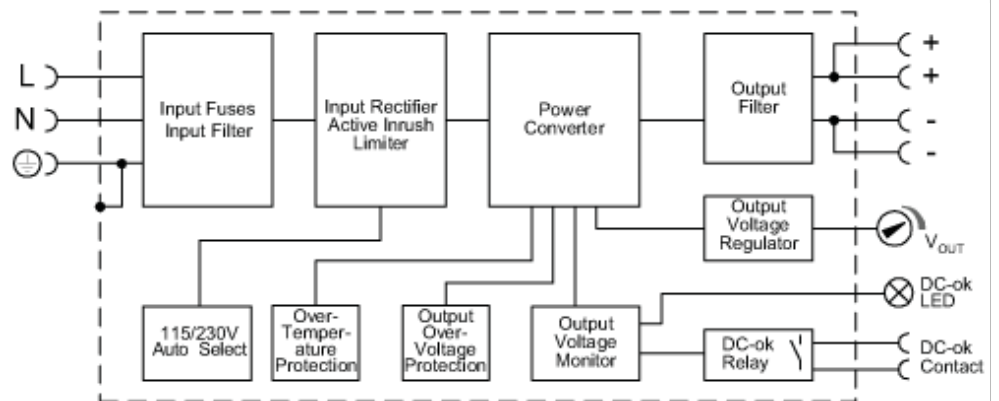 L
N
Input Fuses
Input Filter
Input Rectifier
Active Inrush
Limiter
Power
Converter
Output
Filter
+
+
-
-
Output
Voltage
Regulator
VOUT
115/230V
Auto Select
Over-
Temper-
ature
Protection
Output
Over-
Voltage
Protection
Output
Voltage
Monitor
DC-ok
Relay
DC-ok
LED
DC-ok
Contact